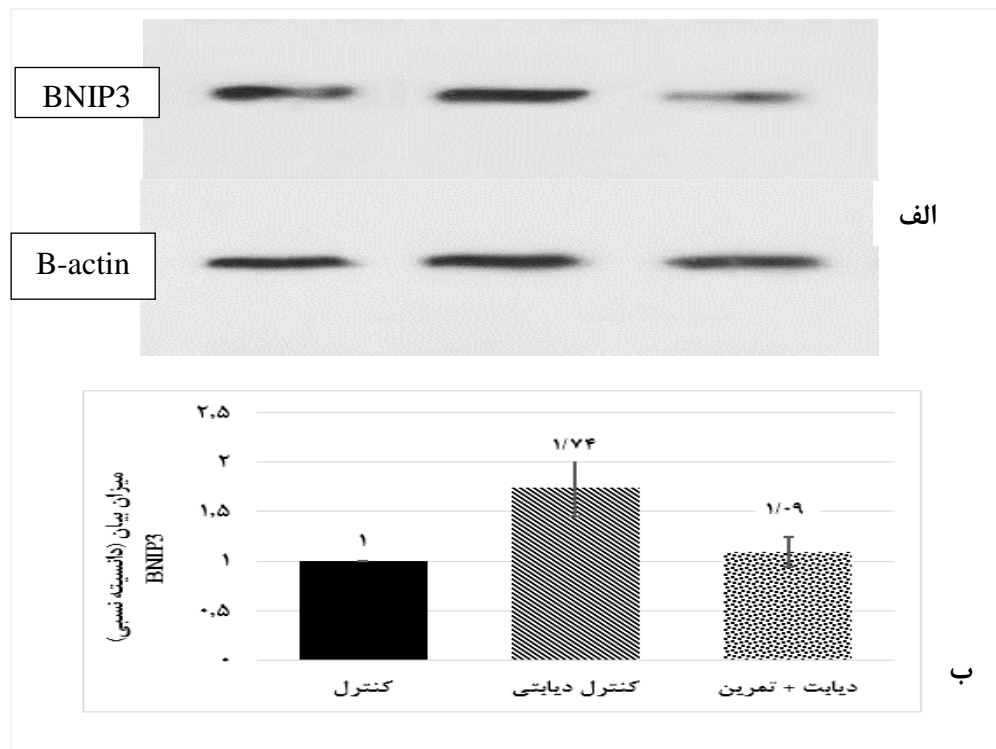 BNIP3
الف
B-actin
۲,۵
۲
۱,۵
۱
۰,۵
۰
میزان بیان (دانسیته نسبی)
BNIP3
۱
۱/۷۴
۱/۰۹
کنترل
کنترل دیابتی
دیابت + تمرین
ب